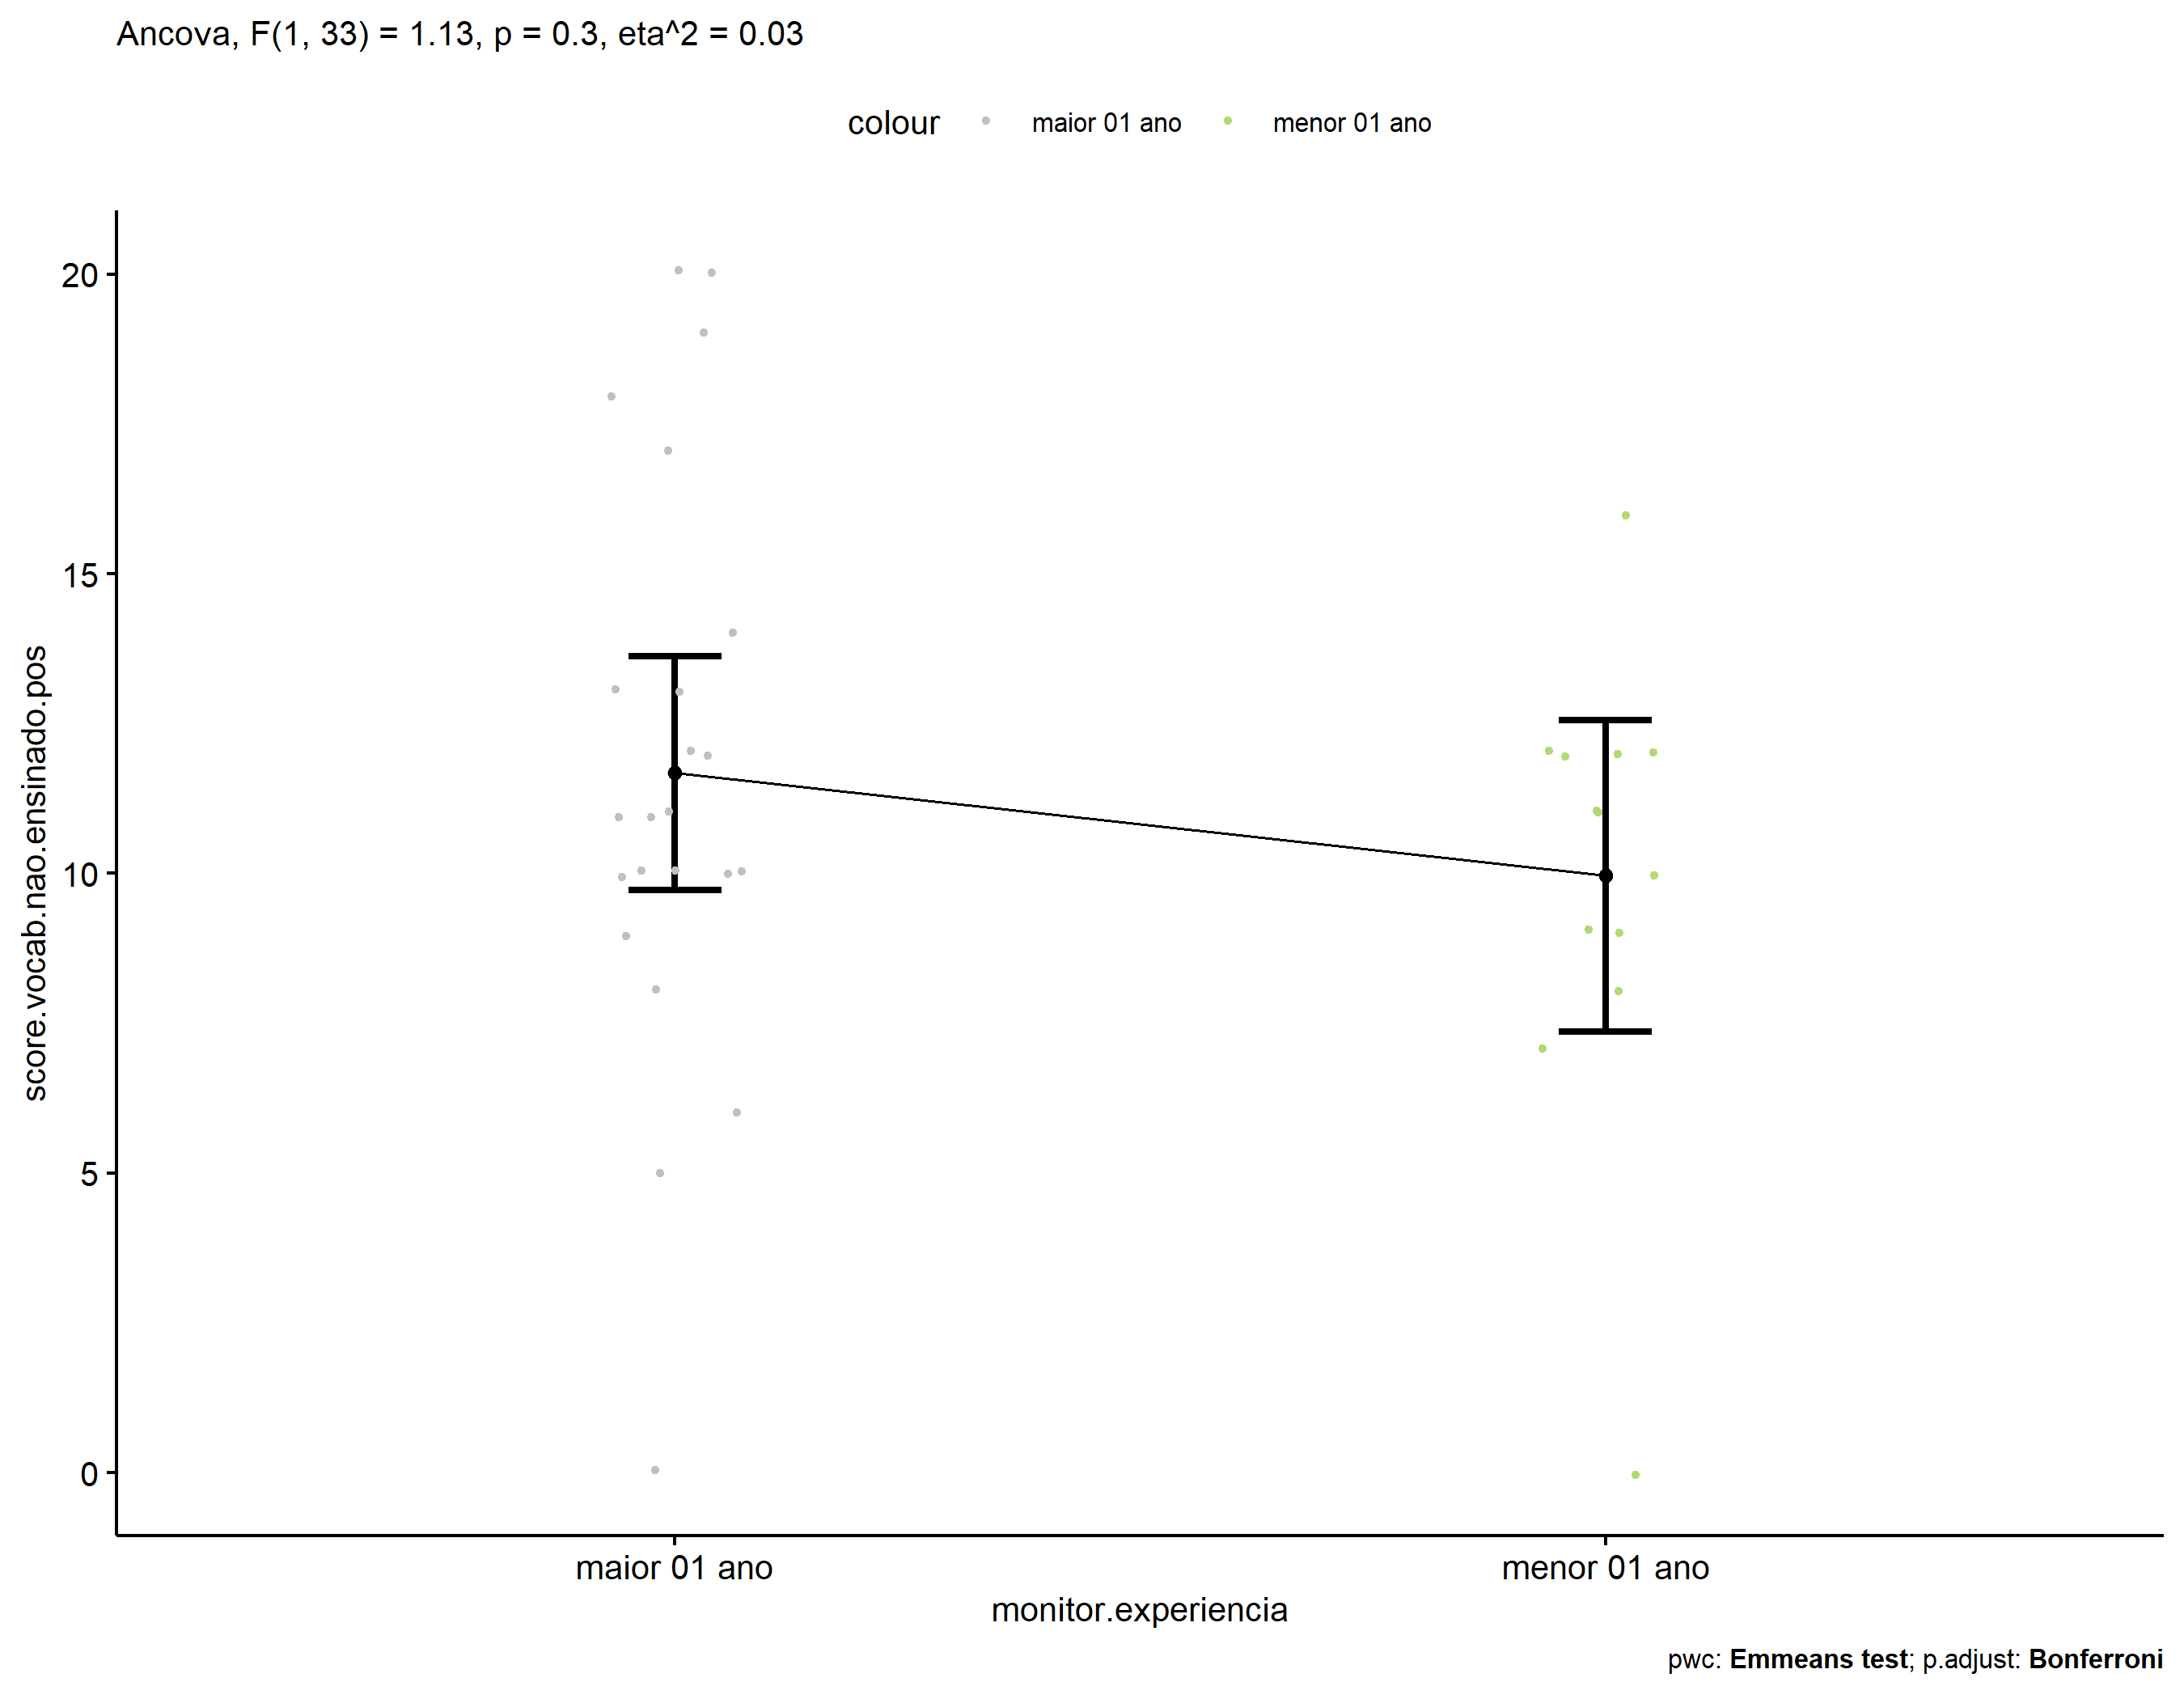 Ancova, F(1, 33) = 1.13, p = 0.3, eta^2 = 0.03
colour maior 01 ano menor 01 ano
score.vocab.nao.ensinado.pos
20
15
10
5
0
maior 01 ano menor 01 ano
monitor.experiencia
pwc: Emmeans test; p.adjust: Bonferroni